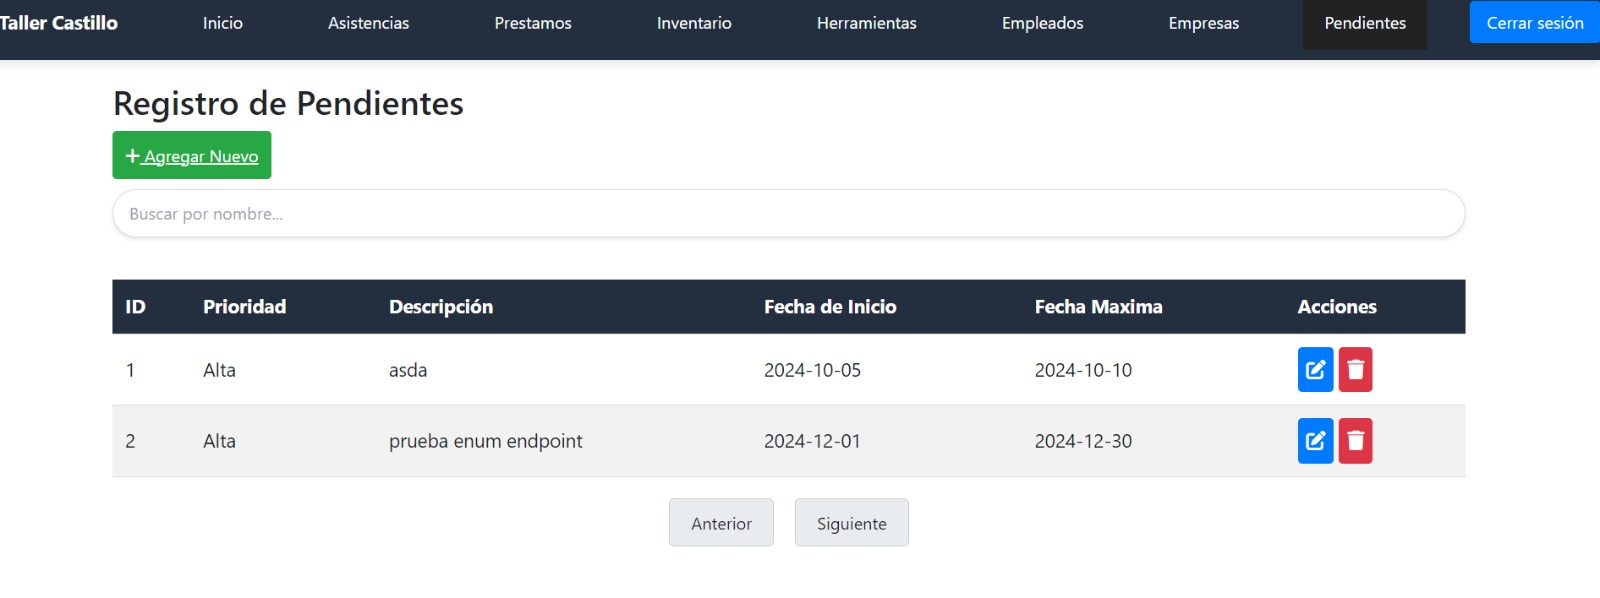 Taller Castillo Inicio Asistencias Prestamos Inventario Herramientas Empleados Empresas Pendientes Cerrar sesión
Registro de Pendientes
Agregar Nuevo
Buscar por nombre...
ID Prioridad Descripción Fecha de Inicio Fecha Maxima Acciones
1 Alta asda 2024-10-05 2024-10-10
2 Alta prueba enum endpoint 2024-12-01 2024-12-30
Anterior Siguiente